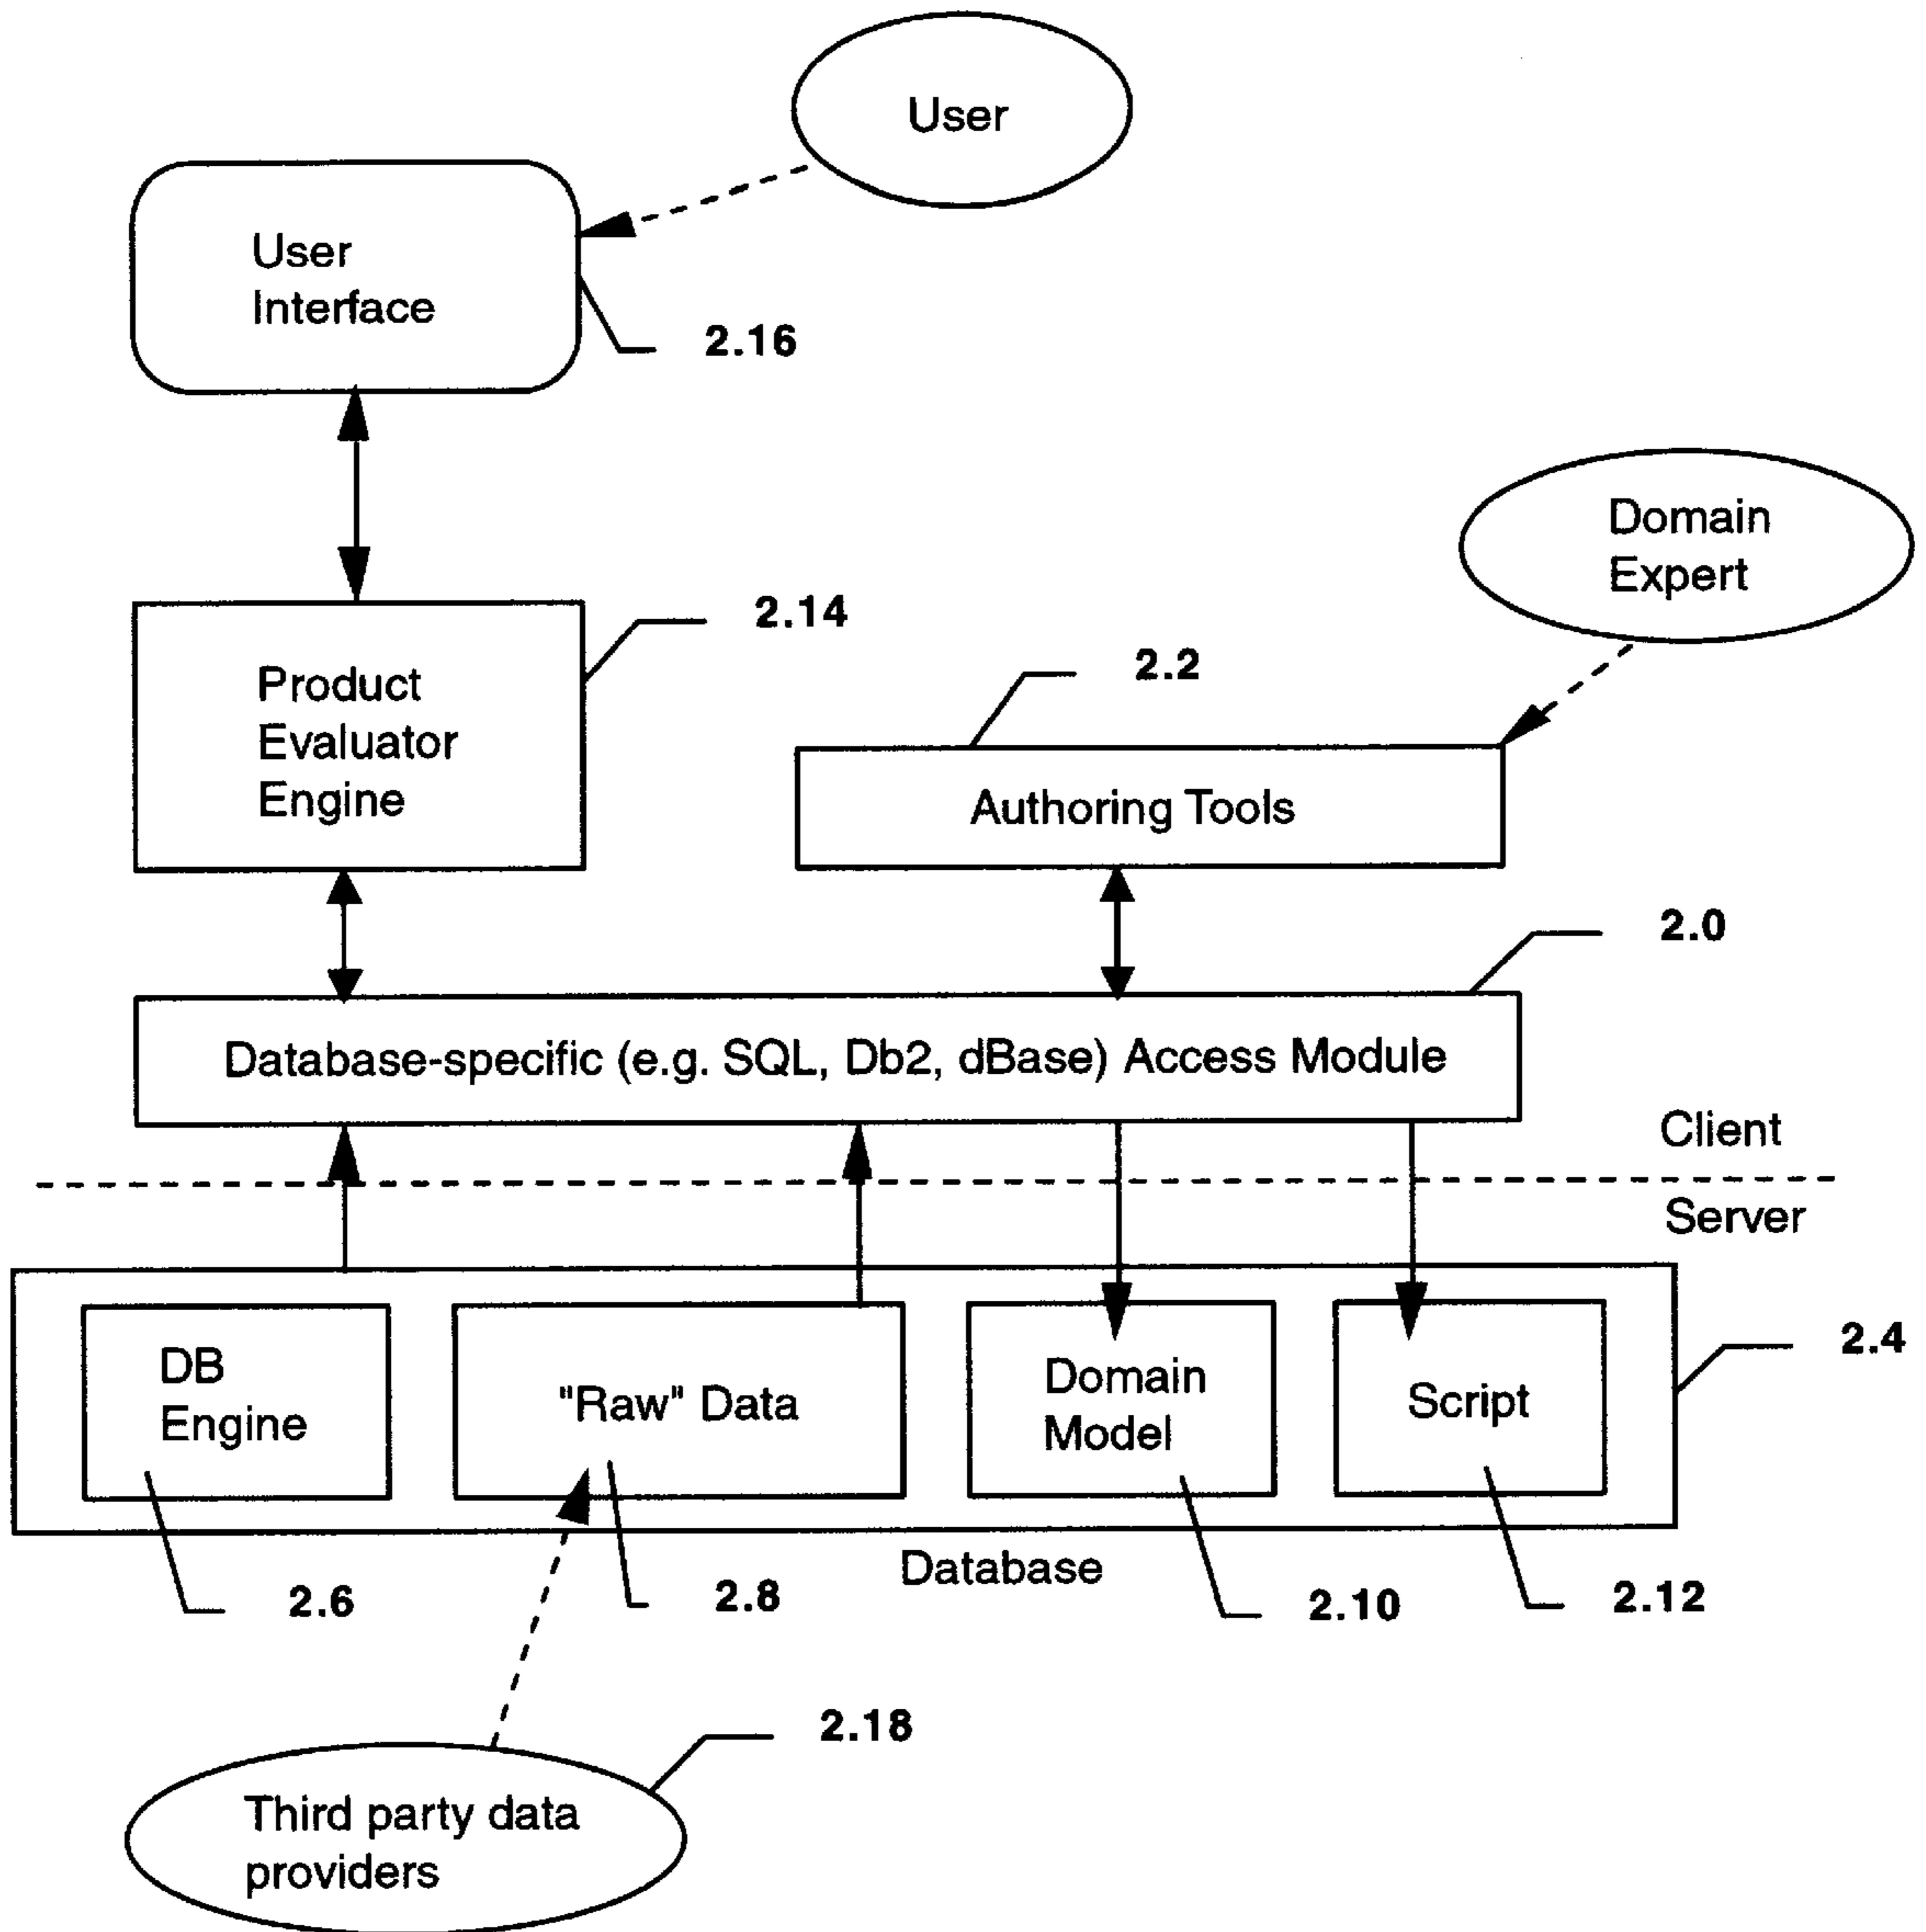 User
User
Interface
2.16
Domain
Expert
2.14
Product
Evaluator
Engine
2.2
Authoring Tools
2.0
Database-specific (e.g. SQL, Db2, dBase) Access Module
Client
Server
DB
Engine
"Raw" Data
Domain
Model
Script
2.4
Database
2.6
2.8
2.10
2.12
2.18
Third party data
providers